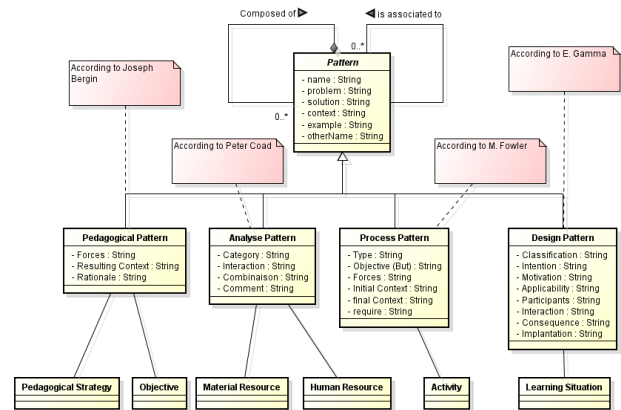 Composed of
is associated to
0..*
0..*
Pattern
- name : String
- problem : String
- solution : String
- context : String
- example : String
- otherName : String
According to Joseph
Bergin
According to Peter Coad
According to M. Fowler
According to E. Gamma
Pedagogical Pattern
- Forces : String
- Resulting Context : String
- Rationale : String
Analyse Pattern
- Category : String
- Interaction : String
- Combinaison : String
- Comment : String
Process Pattern
- Type : String
- Objective (But) : String
- Forces : String
- Initial Context : String
- final Context : String
- require : String
Design Pattern
- Classification : String
- Intention : String
- Motivation : String
- Applicability : String
- Participants : String
- Interaction : String
- Consequence : String
- Implantation : String
Pedagogical Strategy
Objective
Material Resource
Human Resource
Activity
Learning Situation